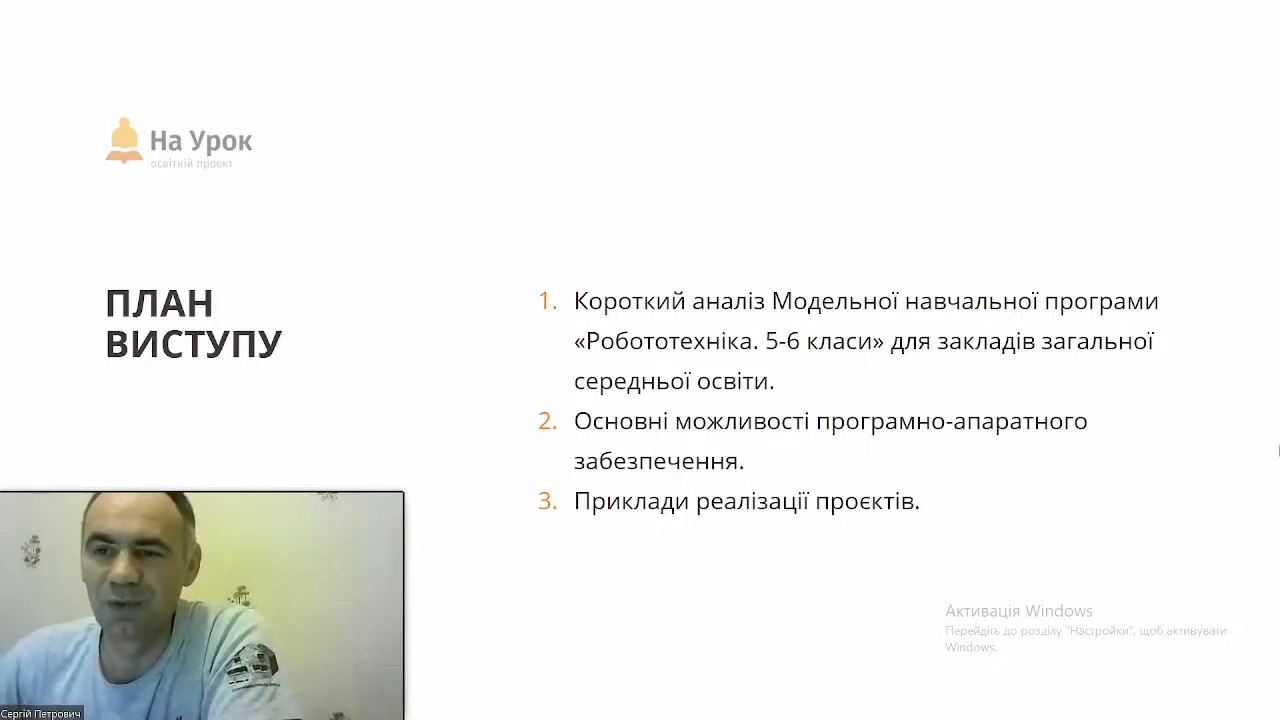 На Урок
освітній проект
ПЛАН
ВИСТУПУ
1. Короткий аналіз Модельної навчальної програми
«Робототехніка. 5-6 класи» для закладів загальної
середньої освіти.
2. Основні можливості програмно-апаратного
забезпечення.
3. Приклади реалізації проєктів.
Активація Windows
Перейдіть до розділу "Настройки", щоб активувати
Windows.
Сергій Петрович